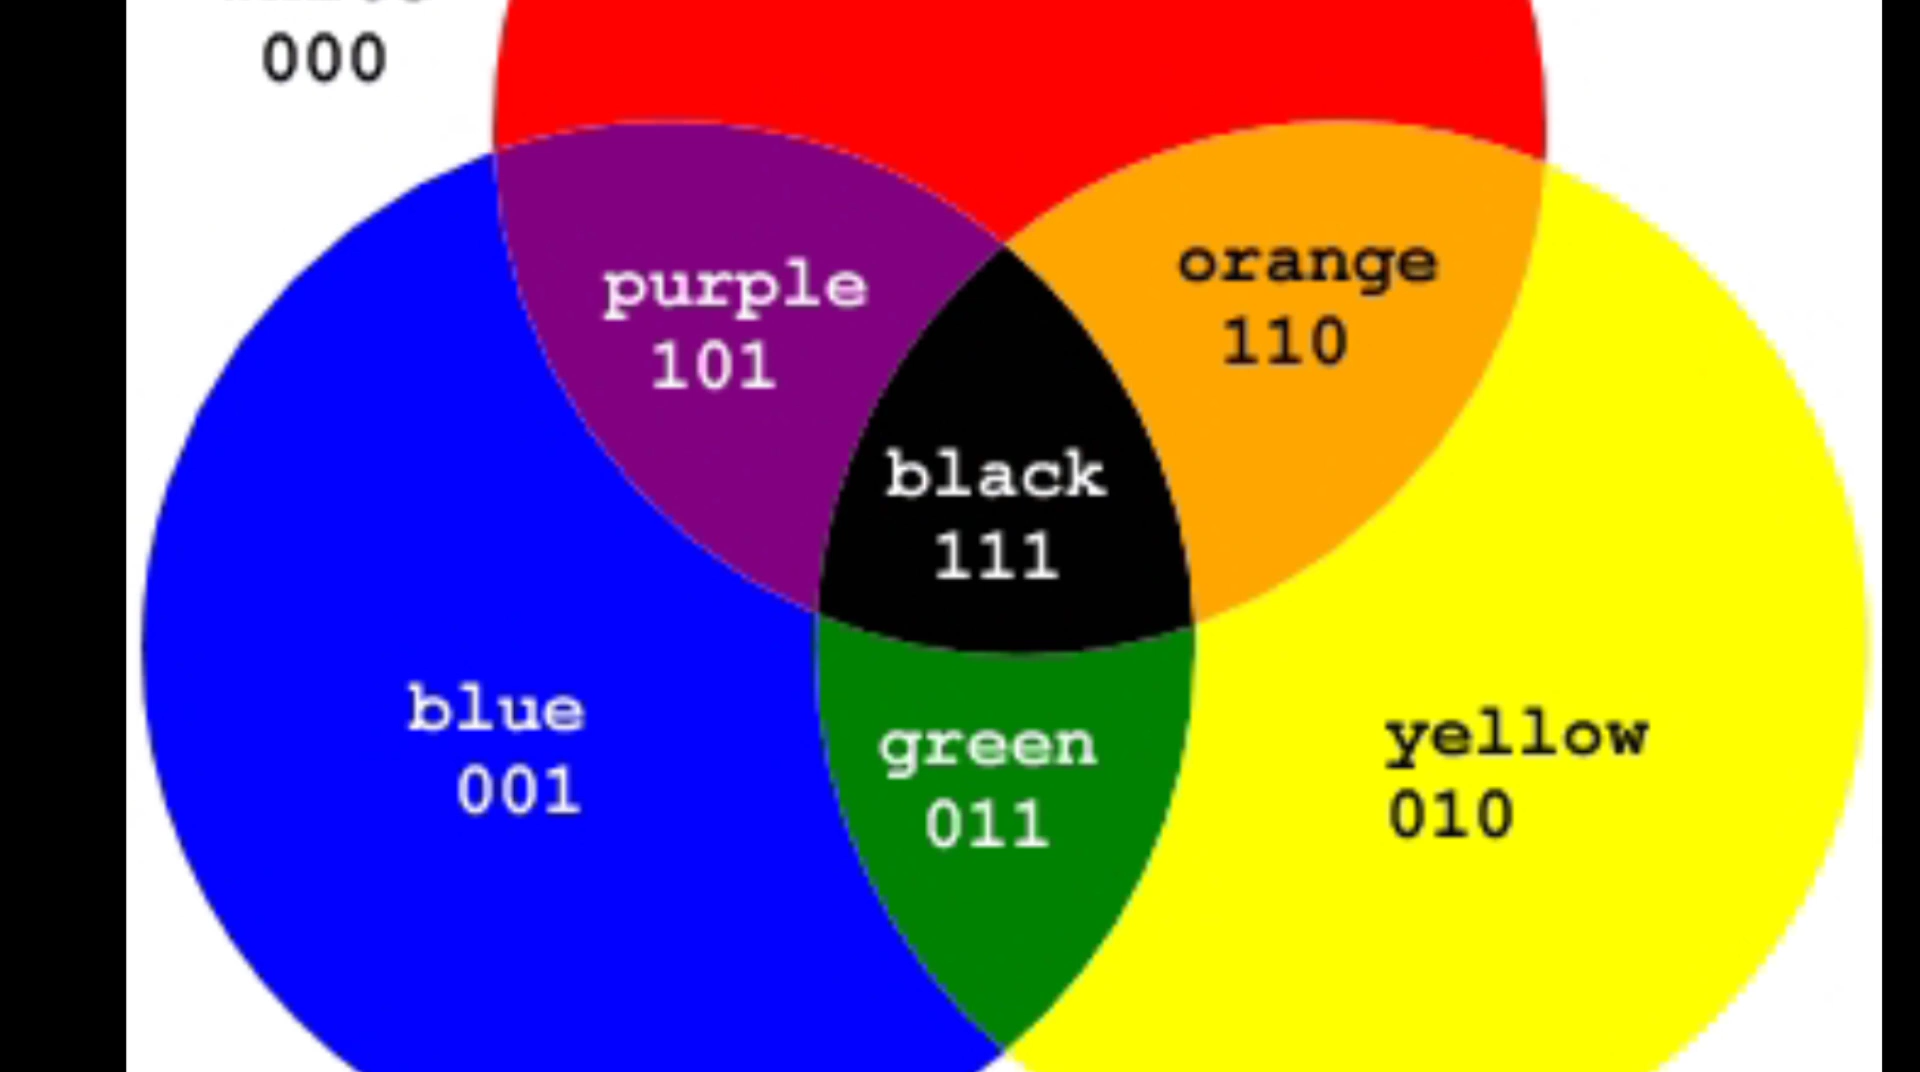 000
purple
101
orange
110
black
111
blue
001
green
011
yellow
010